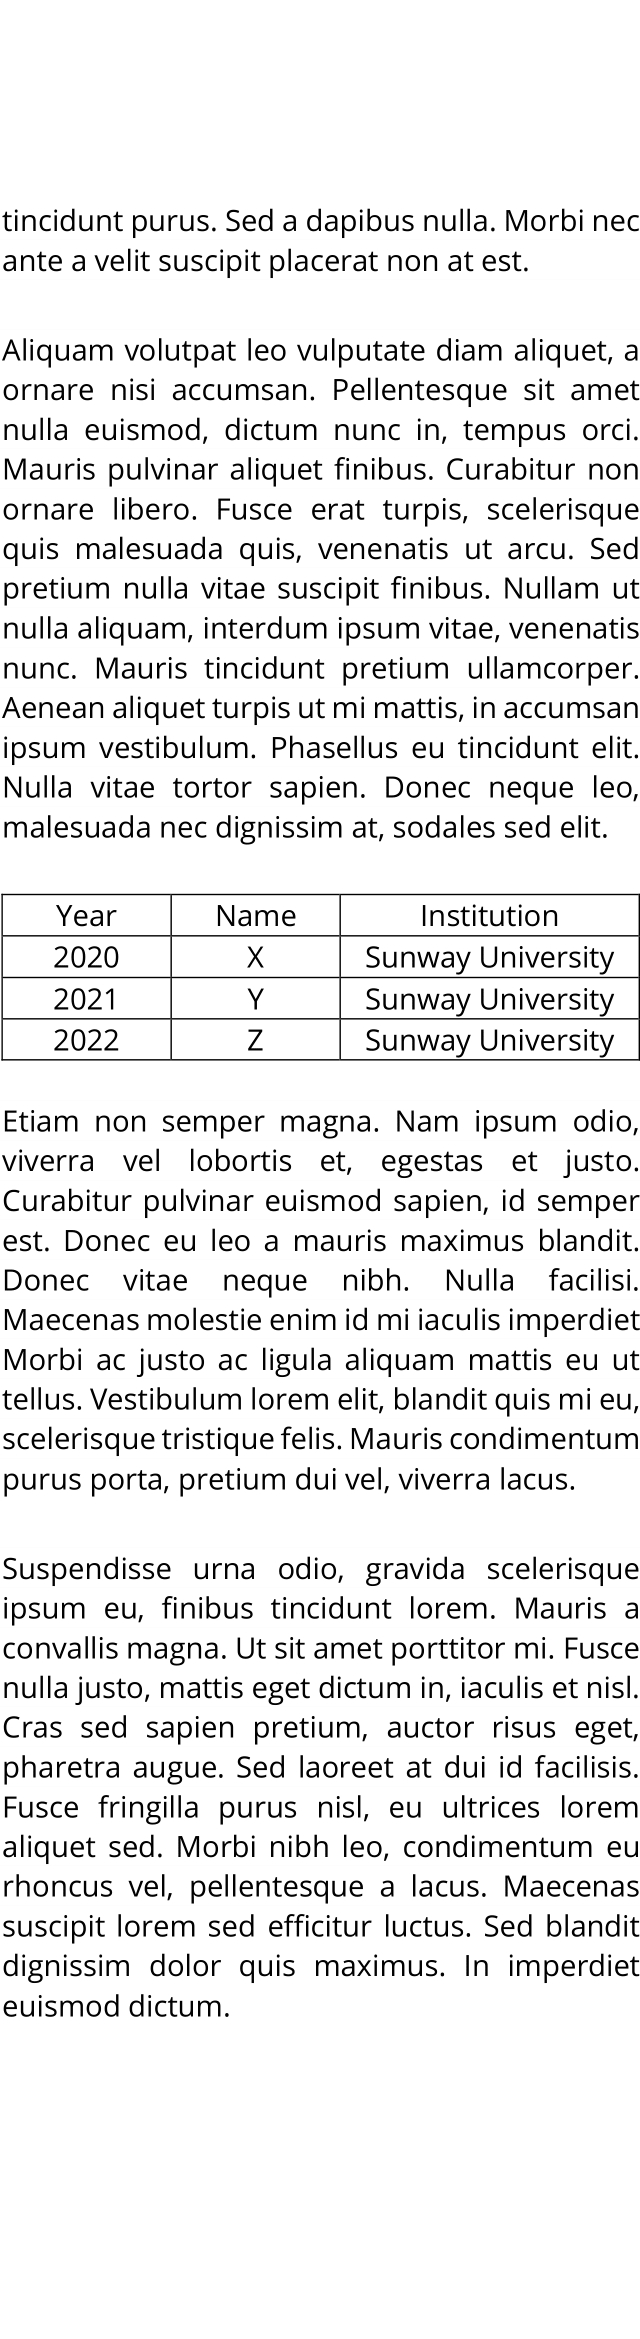 tincidunt purus. Sed a dapibus nulla. Morbi nec
ante a velit suscipit placerat non at est.
Aliquam volutpat leo vulputate diam aliquet, a
ornare nisi accumsan. Pellentesque sit amet
nulla euismod, dictum nunc in, tempus orci.
Mauris pulvinar aliquet finibus. Curabitur non
ornare libero. Fusce erat turpis, scelerisque
quis malesuada quis, venenatis ut arcu. Sed
pretium nulla vitae suscipit finibus. Nullam ut
nulla aliquam, interdum ipsum vitae, venenatis
nunc. Mauris tincidunt pretium ullamcorper.
Aenean aliquet turpis ut mi mattis, in accumsan
ipsum vestibulum. Phasellus eu tincidunt elit.
Nulla vitae tortor sapien. Donec neque leo,
malesuada nec dignissim at, sodales sed elit.
Year Name Institution
2020 X Sunway University
2021 Y Sunway University
2022 Z Sunway University
Etiam non semper magna. Nam ipsum odio,
viverra vel lobortis et, egestas et justo.
Curabitur pulvinar euismod sapien, id semper
est. Donec eu leo a mauris maximus blandit.
Donec vitae neque nibh. Nulla facilisi.
Maecenas molestie enim id mi iaculis imperdiet
Morbi ac justo ac ligula aliquam mattis eu ut
tellus. Vestibulum lorem elit, blandit quis mi eu,
scelerisque tristique felis. Mauris condimentum
purus porta, pretium dui vel, viverra lacus.
Suspendisse urna odio, gravida scelerisque
ipsum eu, finibus tincidunt lorem. Mauris a
convallis magna. Ut sit amet porttitor mi. Fusce
nulla justo, mattis eget dictum in, iaculis et nisl.
Cras sed sapien pretium, auctor risus eget,
pharetra augue. Sed laoreet at dui id facilisis.
Fusce fringilla purus nisl, eu ultrices lorem
aliquet sed. Morbi nibh leo, condimentum eu
rhoncus vel, pellentesque a lacus. Maecenas
suscipit lorem sed efficitur luctus. Sed blandit
dignissim dolor quis maximus. In imperdiet
euismod dictum.